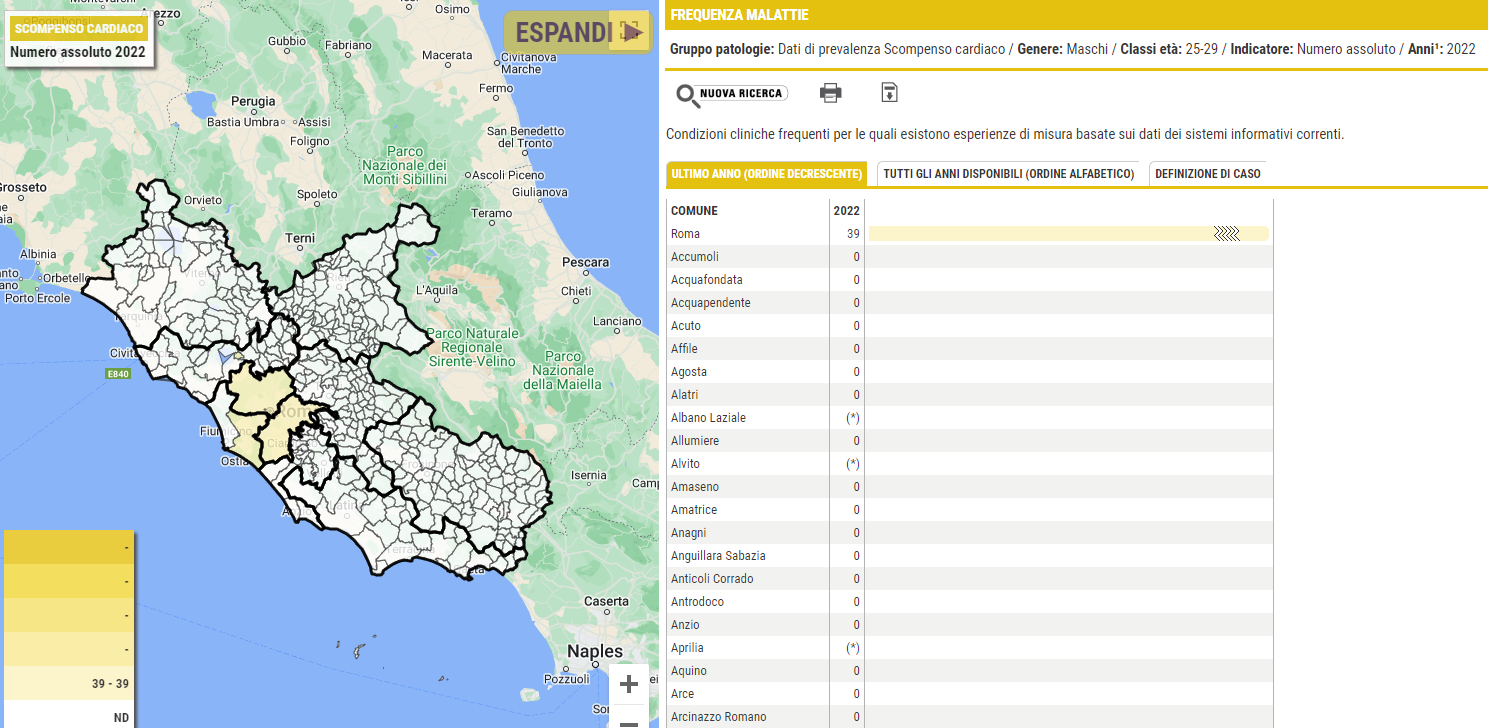 SCOMPENSO CARDIACO
Numero assoluto 2022
ESPANDI
Arezzo
Osimo
Gubbio
Fabriano
Macerata
Civitanova
Marche
Fermo
Perugia
Bastia Umbra
Assisi
Foligno
San Benedetto
del Tronto
Parco
Nazionale dei
Monti Sibillini
Ascoli Piceno
Grosseto
Spoleto
Giulianova
Orvieto
Teramo
Terni
Albinia
Orbetello
Porto Ercole
Pescara
L'Aquila
Chieti
Lanciano
Parco Naturale
Regionale
Sirente-Velino
Parco
Nazionale
della Maiella
E840
Isernia
Caserta
Naples
Pozzuoli
-
-
-
-
39 - 39
ND
FREQUENZA MALATTIE
Gruppo patologie: Dati di prevalenza Scompenso cardiaco / Genere: Maschi / Classi età: 25-29 / Indicatore: Numero assoluto / Anni¹: 2022
NUOVA RICERCA
Condizioni cliniche frequenti per le quali esistono esperienze di misura basate sui dati dei sistemi informativi correnti.
ULTIMO ANNO (ORDINE DECRESCENTE)
TUTTI GLI ANNI DISPONIBILI (ORDINE ALFABETICO)
DEFINIZIONE DI CASO
COMUNE 2022
Roma 39
Accumoli 0
Acquafondata 0
Acquapendente 0
Acuto 0
Affile 0
Agosta 0
Alatri 0
Albano Laziale (*)
Allumiere 0
Alvito (*)
Amaseno 0
Amatrice 0
Anagni 0
Anguillara Sabazia 0
Anticoli Corrado 0
Antrodoco 0
Anzio 0
Aprilia (*)
Aquino 0
Arce 0
Arcinazzo Romano 0